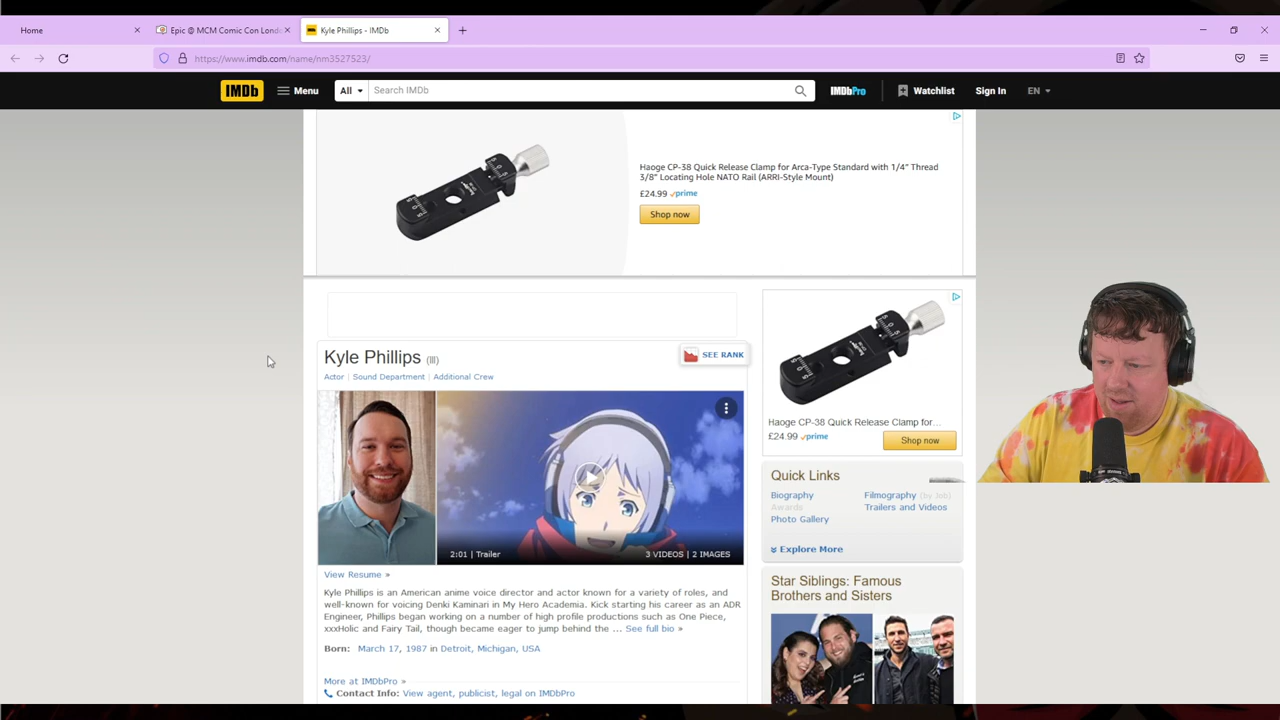 Home
Epic @ MCM Comic Con Lond
Kyle Phillips - IMDb
https://www.imdb.com/name/nm3527523/
IMDb
Menu
All
Search IMDb
IMDbPro
Watchlist
Sign In
EN
Haoge CP-38 Quick Release Clamp for Arca-Type Standard with 1/4" Thread
3/8" Locating Hole NATO Rail (ARRI-Style Mount)
£24.99 prime
Shop now
Kyle Phillips (III)
SEE RANK
Actor | Sound Department | Additional Crew
2:01 | Trailer
3 VIDEOS | 2 IMAGES
View Resume »
Kyle Phillips is an American anime voice director and actor known for a variety of roles, and
well-known for voicing Denki Kaminari in My Hero Academia. Kick starting his career as an ADR
Engineer, Phillips began working on a number of high profile productions such as One Piece,
xxxHolic and Fairy Tail, though became eager to jump behind the ... See full bio »
Born: March 17, 1987 in Detroit, Michigan, USA
More at IMDbPro »
Contact Info: View agent, publicist, legal on IMDbPro
Haoge CP-38 Quick Release Clamp for...
£24.99 prime
Shop now
Quick Links
Biography
Filmography (by Job)
Awards
Trailers and Videos
Photo Gallery
Explore More
Star Siblings: Famous
Brothers and Sisters